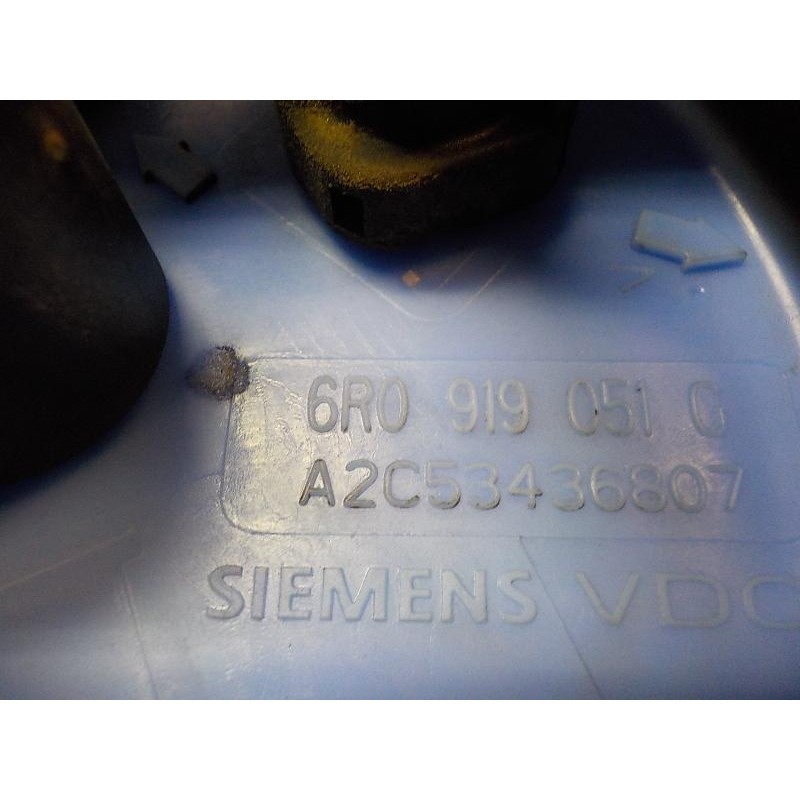 6R0 919 051 G
A2C53436807
SIEMENS VDO